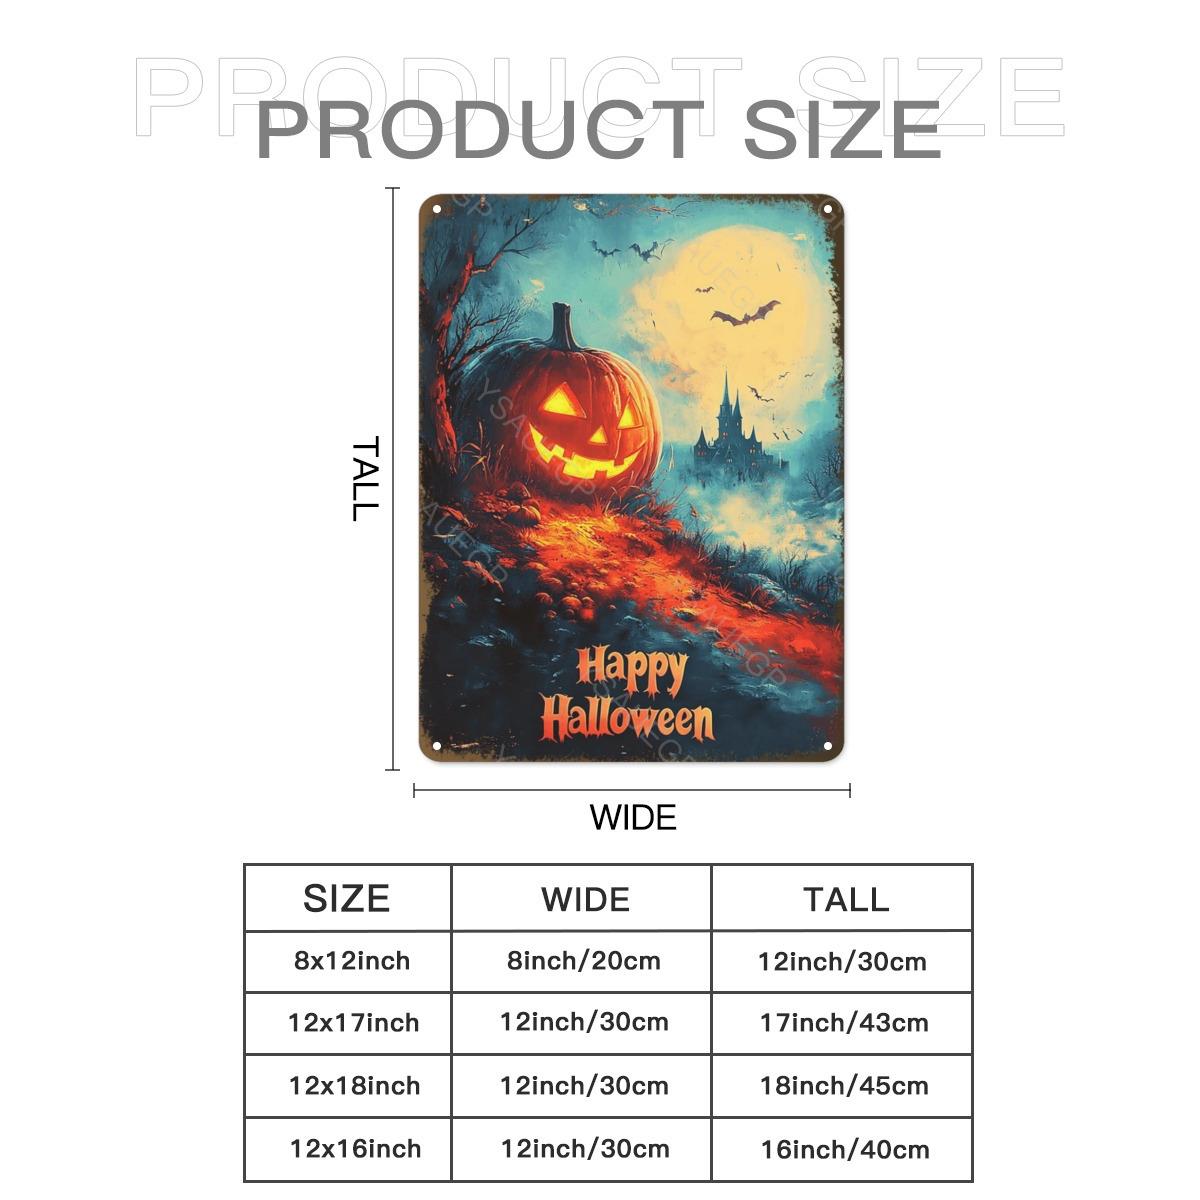 PRODUCT SIZE
PRODUCT SIZE
TALL
YSAUEGP
Happy
Halloween
WIDE
SIZE WIDE TALL
8x12inch 8inch/20cm 12inch/30cm
12x17inch 12inch/30cm 17inch/43cm
12x18inch 12inch/30cm 18inch/45cm
12x16inch 12inch/30cm 16inch/40cm